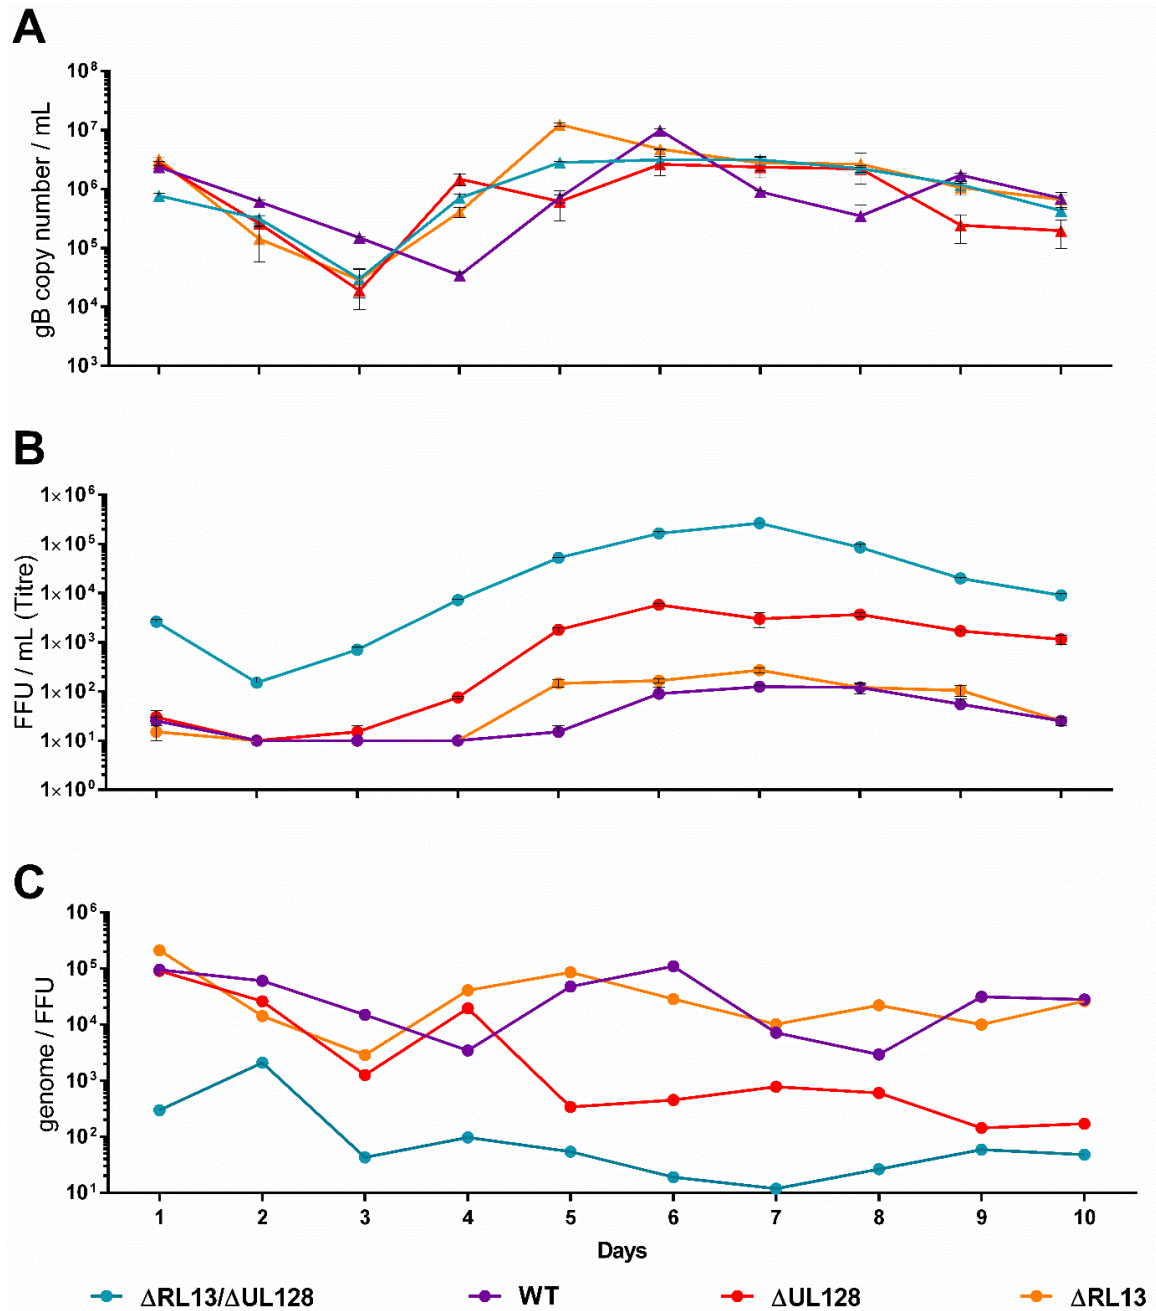 A
gB copy number / mL
10⁸
10⁷
10⁶
10⁵
10⁴
10³
B
FFU / mL (Titre)
1×10⁶
1×10⁵
1×10⁴
1×10³
1×10²
1×10¹
1×10⁰
C
genome / FFU
10⁶
10⁵
10⁴
10³
10²
10¹
1 2 3 4 5 6 7 8 9 10
Days
ΔRL13/ΔUL128 WT ΔUL128 ΔRL13